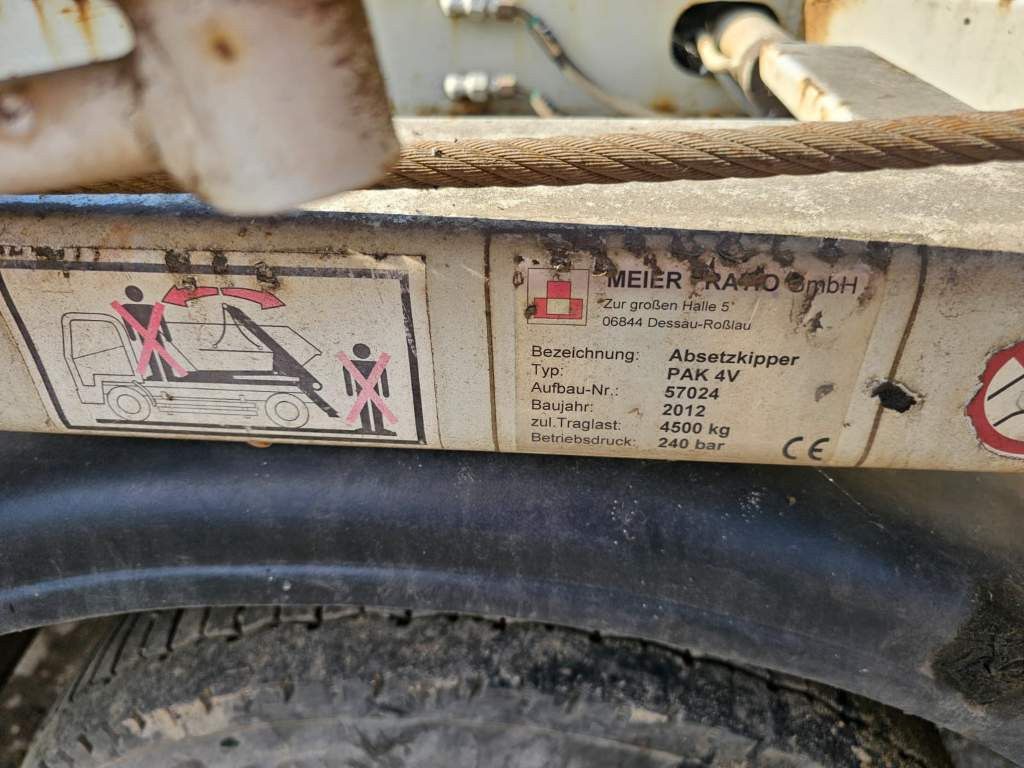 MEIER RATIO GmbH
Zur großen Halle 5
06844 Dessau-Roßlau
Bezeichnung: Absetzkipper
Typ: PAK 4V
Aufbau-Nr.: 57024
Baujahr: 2012
zul.Traglast: 4500 kg
Betriebsdruck: 240 bar
CE